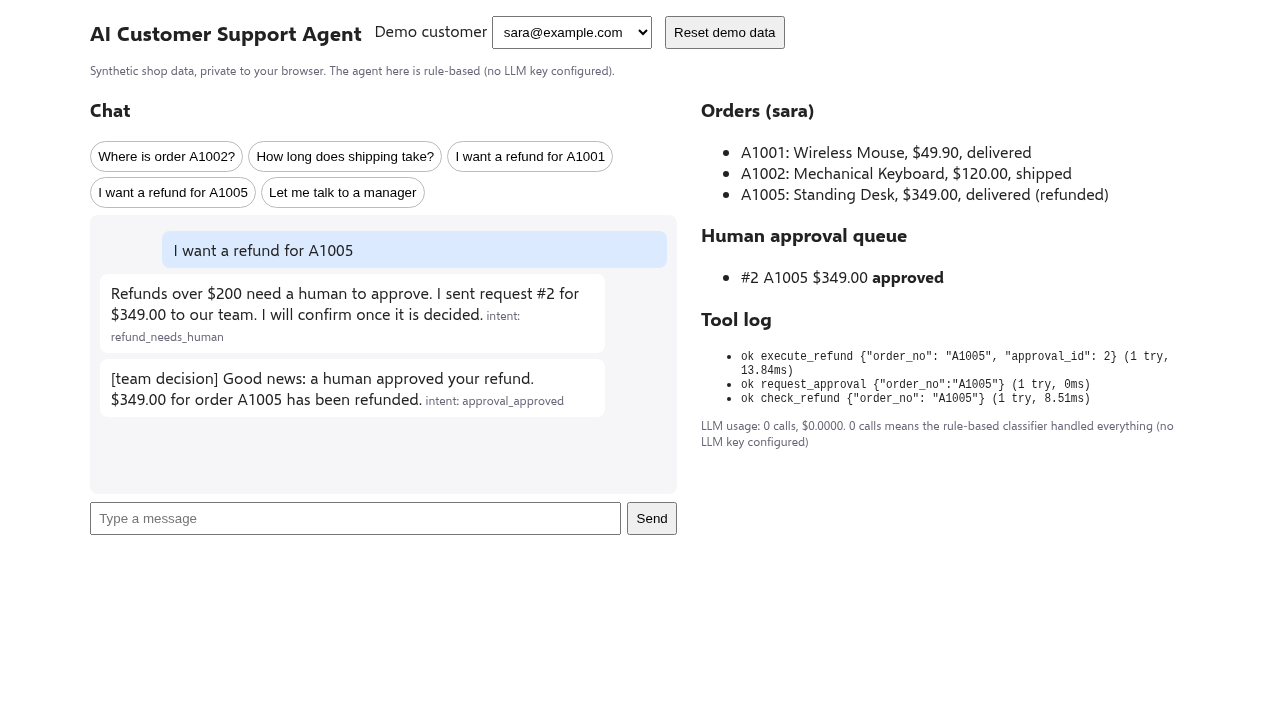 AI Customer Support Agent
Demo customer
sara@example.com
Reset demo data
Synthetic shop data, private to your browser. The agent here is rule-based (no LLM key configured).
Chat
Where is order A1002?
How long does shipping take?
I want a refund for A1001
I want a refund for A1005
Let me talk to a manager
I want a refund for A1005
Refunds over $200 need a human to approve. I sent request #2 for
$349.00 to our team. I will confirm once it is decided. intent:
refund_needs_human
[team decision] Good news: a human approved your refund.
$349.00 for order A1005 has been refunded. intent: approval_approved
Type a message
Send
Orders (sara)
A1001: Wireless Mouse, $49.90, delivered
A1002: Mechanical Keyboard, $120.00, shipped
A1005: Standing Desk, $349.00, delivered (refunded)
Human approval queue
#2 A1005 $349.00 approved
Tool log
ok execute_refund {"order_no": "A1005", "approval_id": 2} (1 try,
13.84ms)
ok request_approval {"order_no":"A1005"} (1 try, 0ms)
ok check_refund {"order_no": "A1005"} (1 try, 8.51ms)
LLM usage: 0 calls, $0.0000. 0 calls means the rule-based classifier handled everything (no
LLM key configured)